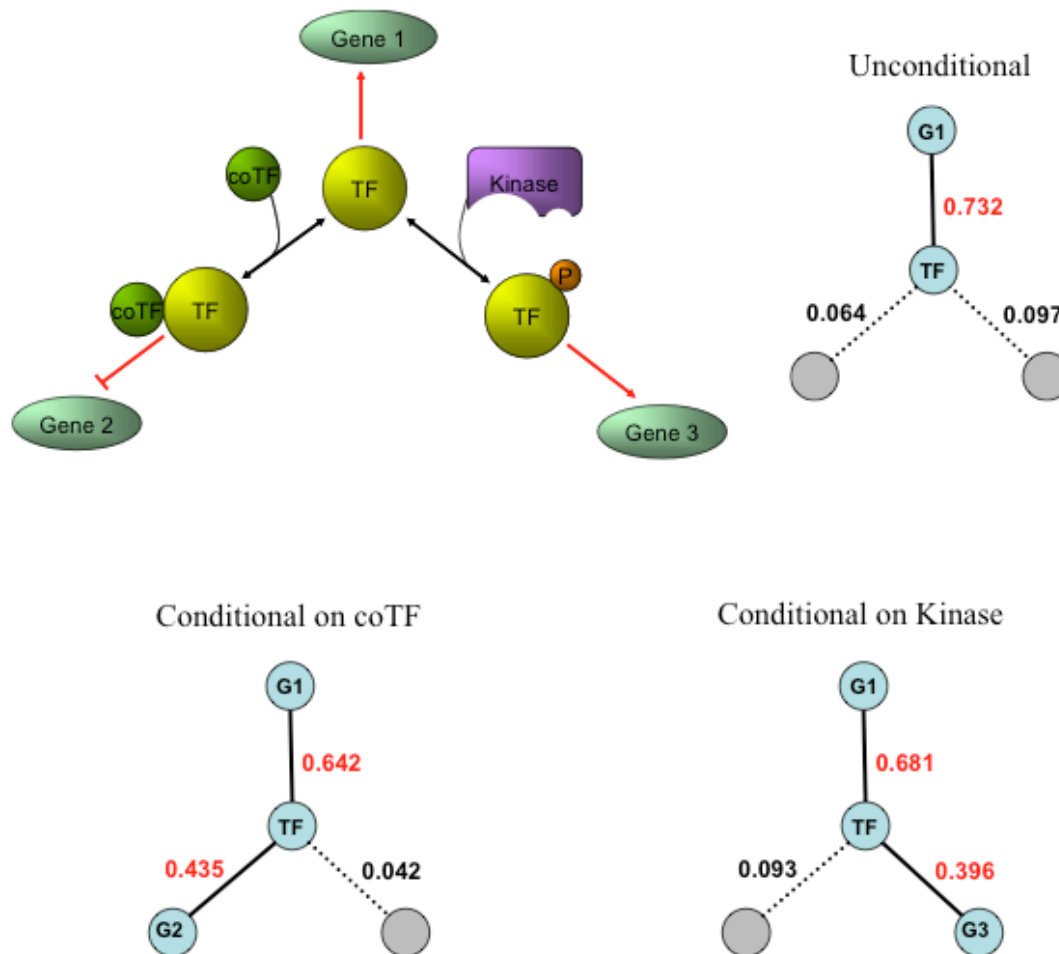 Gene 1
coTF
TF
Kinase
coTF
TF
TF
P
Gene 2
Gene 3
Unconditional
G1
0.732
TF
0.064
0.097
Conditional on coTF
G1
0.642
TF
0.435
0.042
G2
Conditional on Kinase
G1
0.681
TF
0.093
0.396
G3